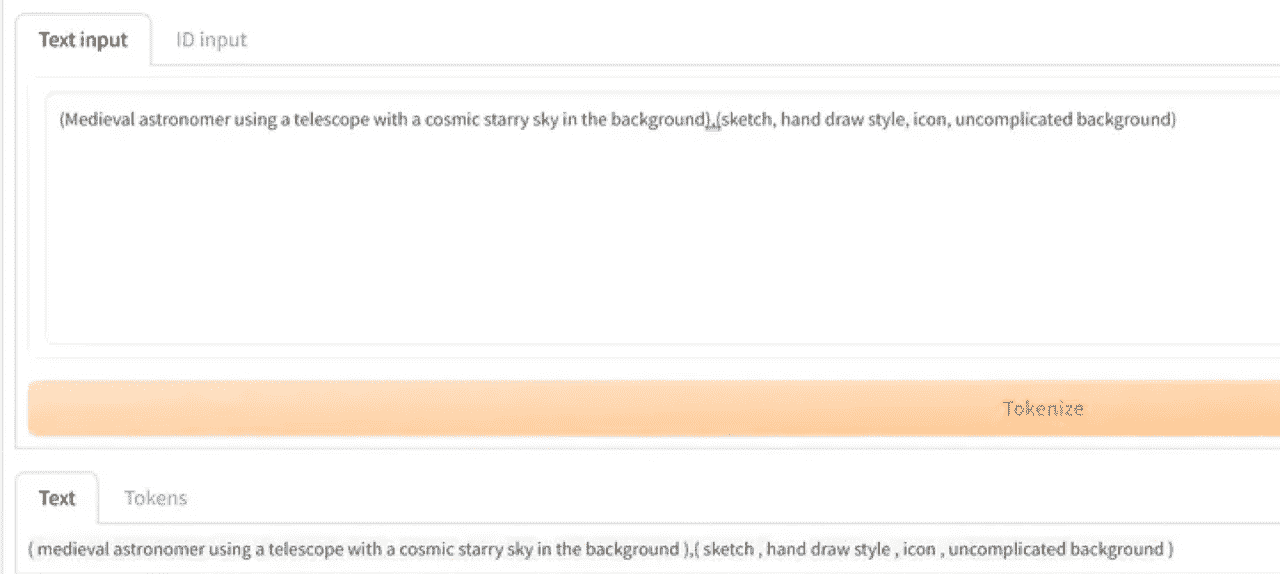 Text input ID input
(Medieval astronomer using a telescope with a cosmic starry sky in the background),(sketch, hand draw style, icon, uncomplicated background)
Tokenize
Text Tokens
( medieval astronomer using a telescope with a cosmic starry sky in the background ),( sketch , hand draw style , icon , uncomplicated background )